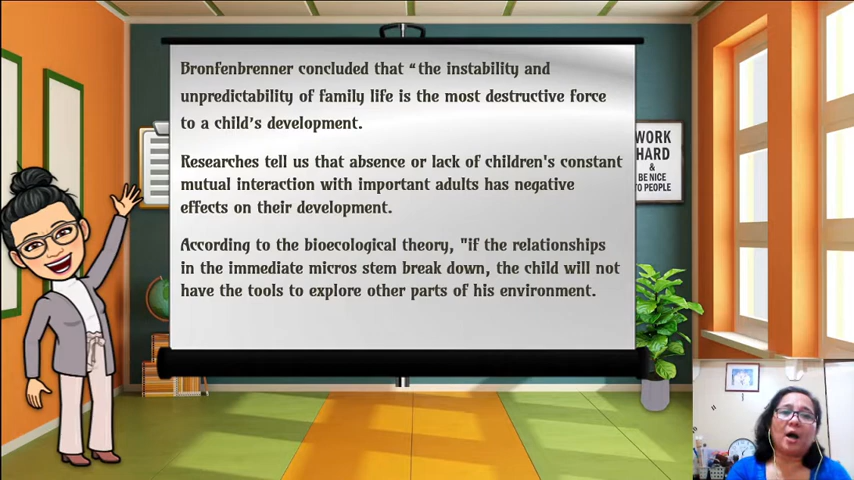 Bronfenbrenner concluded that “the instability and
unpredictability of family life is the most destructive force
to a child's development.
Researches tell us that absence or lack of children's constant
mutual interaction with important adults has negative
effects on their development.
According to the bioecological theory, "if the relationships
in the immediate micros stem break down, the child will not
have the tools to explore other parts of his environment.
WORK
HARD
&
BE NICE
TO PEOPLE